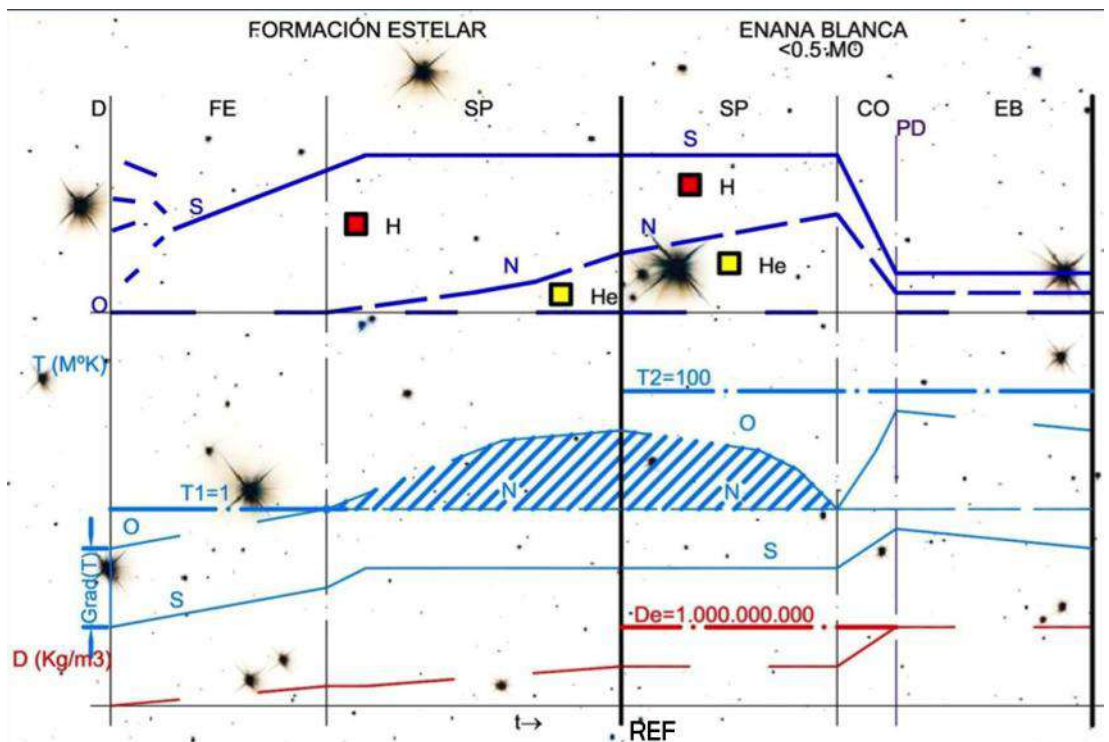 FORMACIÓN ESTELAR
ENANA BLANCA
<0.5·MO
D FE SP SP CO EB
PD
S
H
S
N
H
N
He
He
O
T (MºK)
T2=100
O
T1=1
N
N
O
Grad(T)
S
S
De=1.000.000.000
D (Kg/m3)
t→
REF